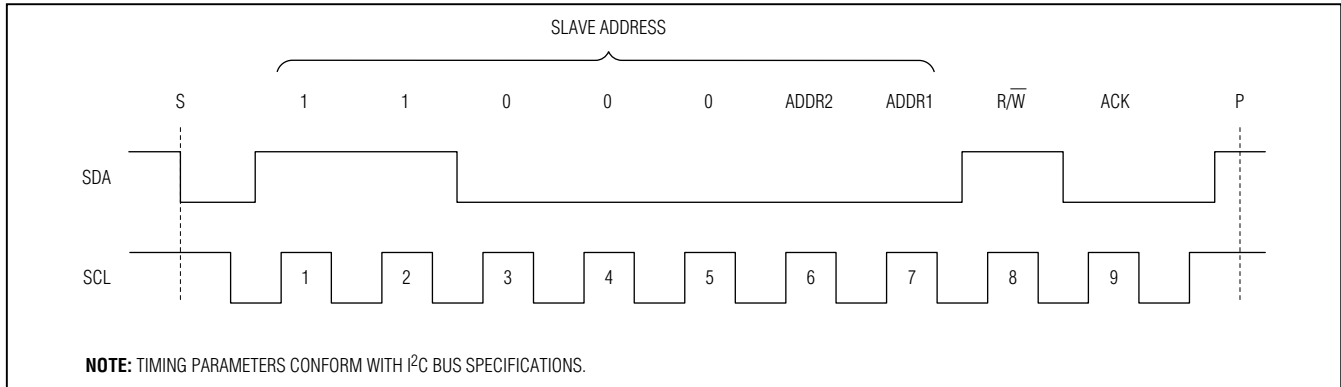 SLAVE ADDRESS
S 1 1 0 0 0 ADDR2 ADDR1 R/W̅ ACK P
SDA
SCL 1 2 3 4 5 6 7 8 9
NOTE: TIMING PARAMETERS CONFORM WITH I²C BUS SPECIFICATIONS.